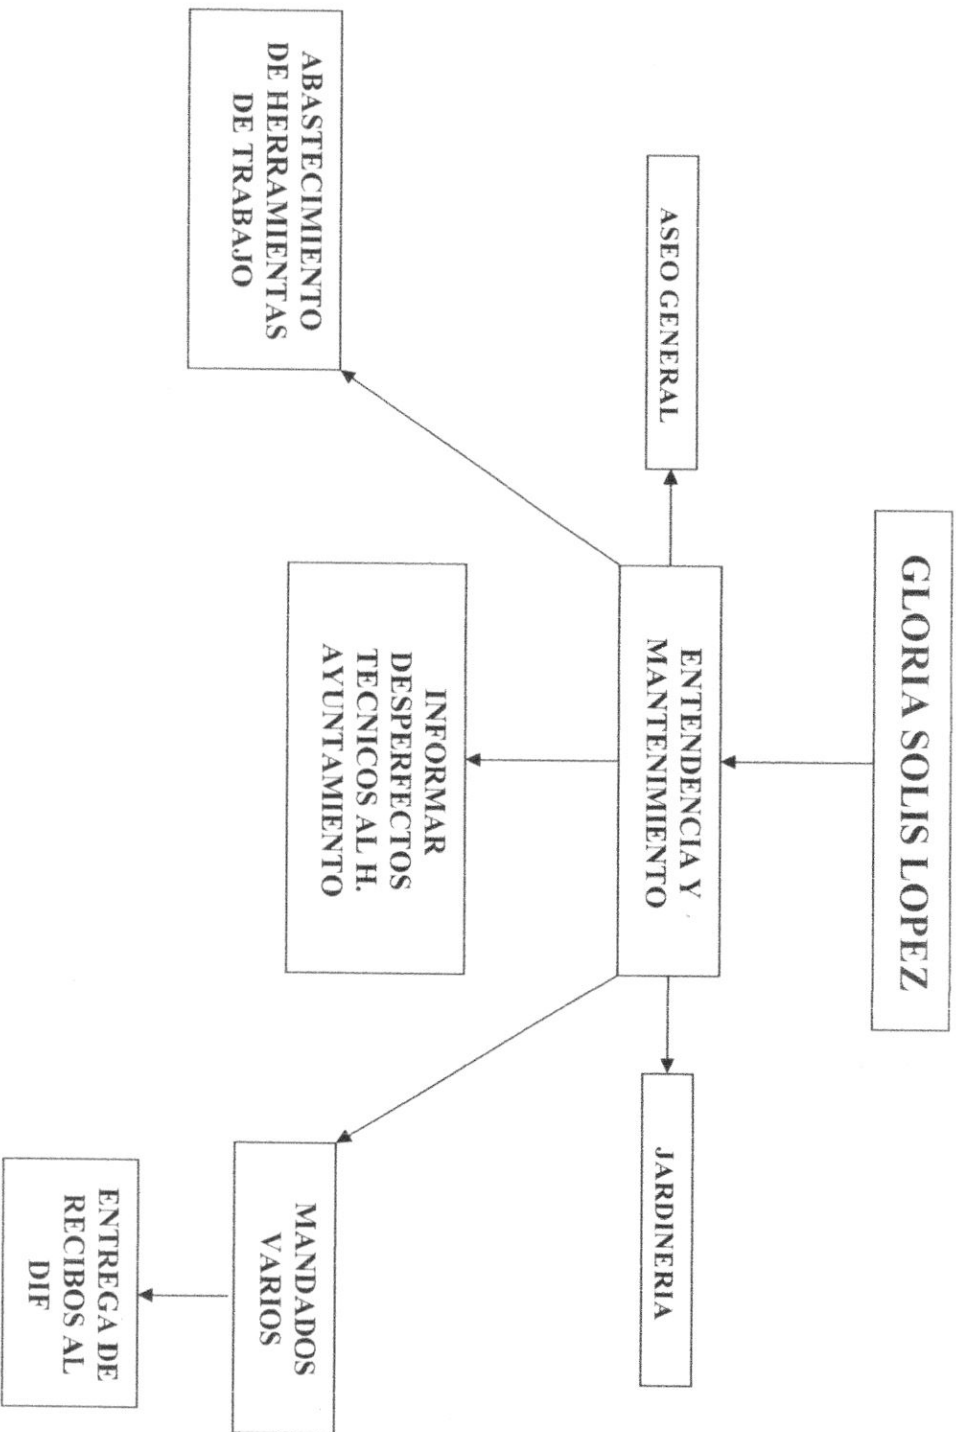 GLORIA SOLIS LOPEZ
ENTENDENCIA Y
MANTENIMIENTO
ASEO GENERAL
JARDINERIA
ABASTECIMIENTO
DE HERRAMIENTAS
DE TRABAJO
INFORMAR
DESPERFECTOS
TECNICOS AL H.
AYUNTAMIENTO
MANDADOS
VARIOS
ENTREGA DE
RECIBOS AL
DIF